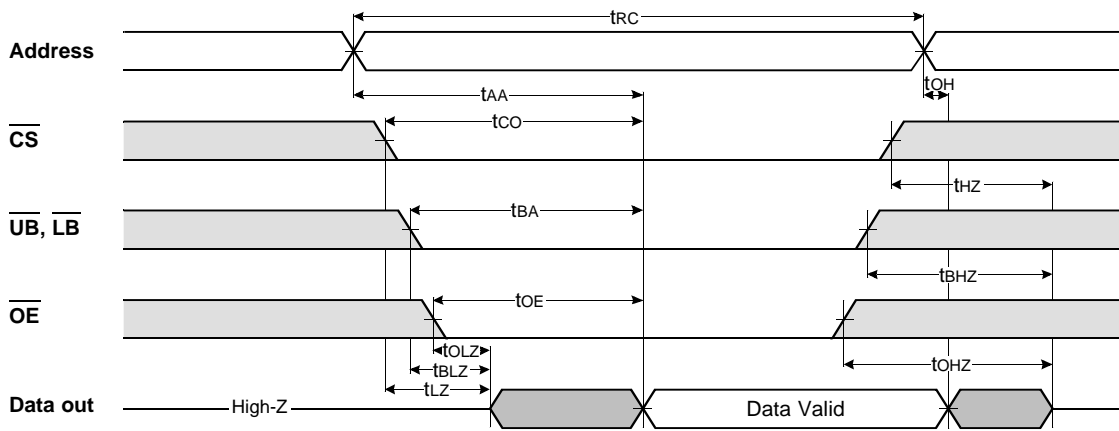 tRC
Address
tOH
tAA
tCO
CS
tHZ
tBA
UB, LB
tBHZ
tOE
OE
tOLZ
tOHZ
tBLZ
tLZ
Data out
High-Z
Data Valid